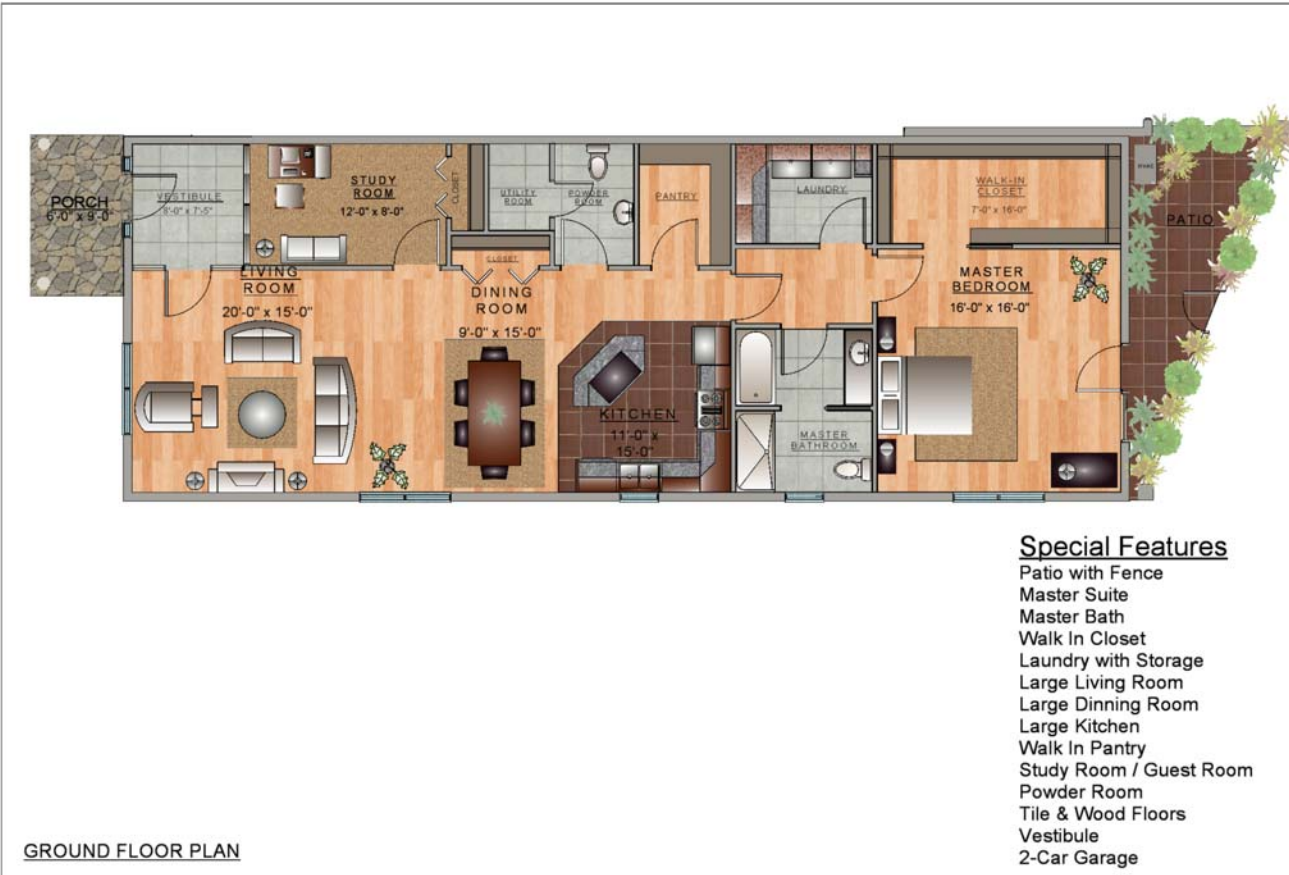 PORCH
6'-0" x 9'-0"
VESTIBULE
8'-0" x 7'-5"
STUDY
ROOM
12'-0" x 8'-0"
CLOSET
UTILITY
ROOM
POWDER
ROOM
PANTRY
LAUNDRY
WALK-IN
CLOSET
7'-0" x 16'-0"
PATIO
LIVING
ROOM
20'-0" x 15'-0"
CLOSET
DINING
ROOM
9'-0" x 15'-0"
MASTER
BEDROOM
16'-0" x 16'-0"
KITCHEN
11'-0" x
15'-0"
MASTER
BATHROOM
Special Features
Patio with Fence
Master Suite
Master Bath
Walk In Closet
Laundry with Storage
Large Living Room
Large Dinning Room
Large Kitchen
Walk In Pantry
Study Room / Guest Room
Powder Room
Tile & Wood Floors
Vestibule
2-Car Garage
GROUND FLOOR PLAN